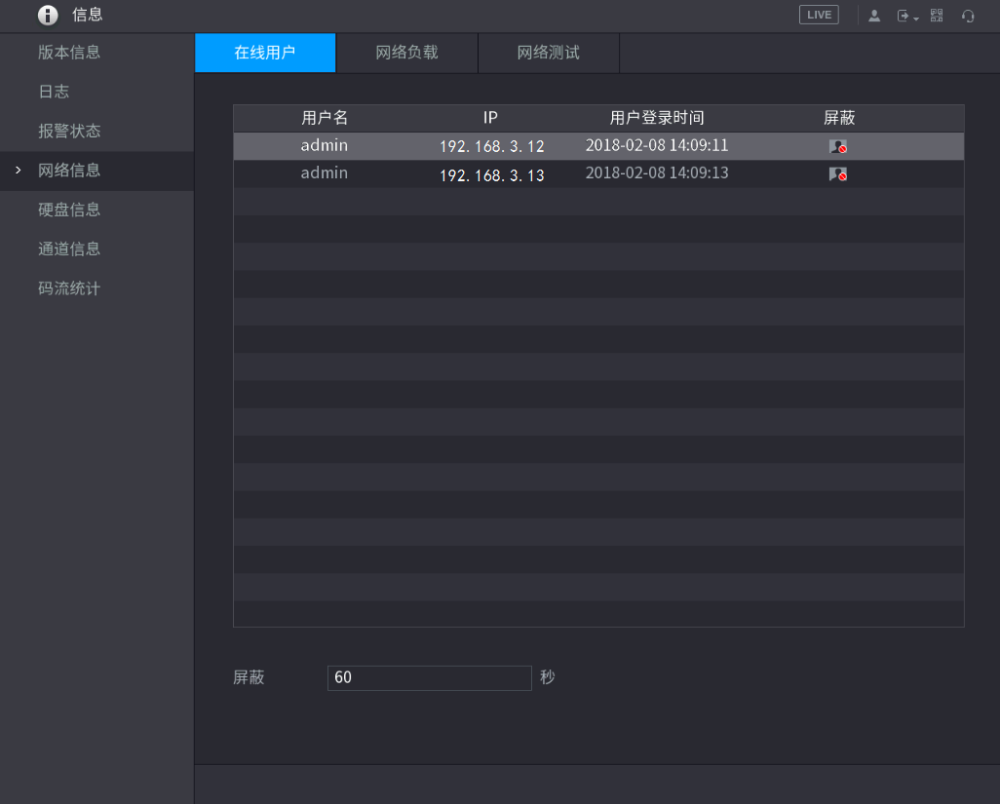 信息
LIVE
版本信息
日志
报警状态
网络信息
硬盘信息
通道信息
码流统计
在线用户 网络负载 网络测试
用户名 IP 用户登录时间 屏蔽
admin 192.168.3.12 2018-02-08 14:09:11
admin 192.168.3.13 2018-02-08 14:09:13
屏蔽 60 秒